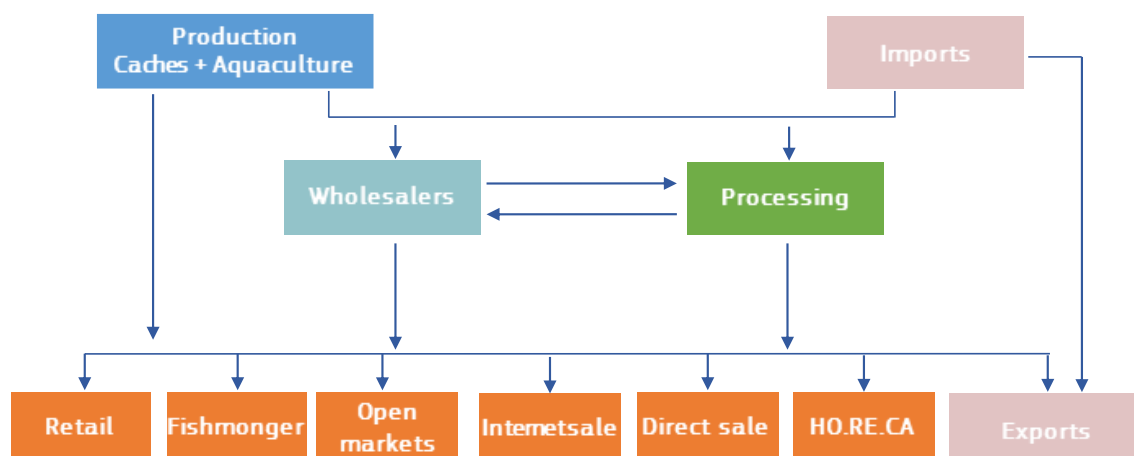 Production
Caches + Aquaculture
Imports
Wholesalers
Processing
Retail
Fishmonger
Open
markets
Internetsale
Direct sale
HO.RE.CA
Exports